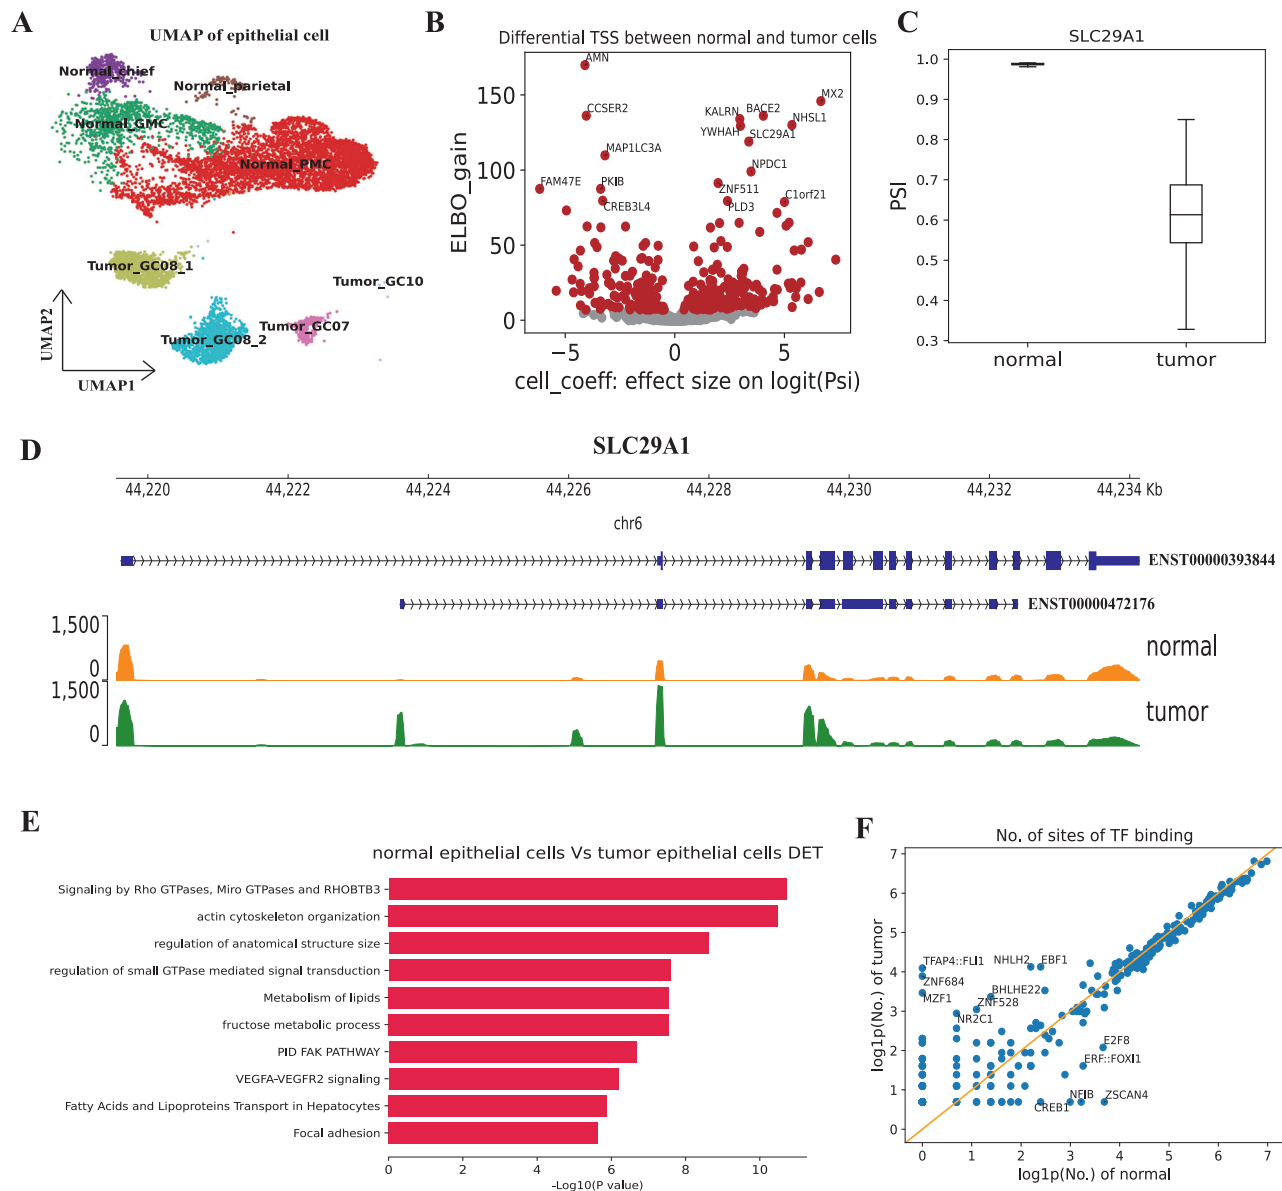 A
UMAP of epithelial cell
Normal_chief
Normal_parietal
Normal_GMC
Normal_PMC
Tumor_GC08_1
Tumor_GC10
Tumor_GC07
Tumor_GC08_2
UMAP2
UMAP1
B
Differential TSS between normal and tumor cells
AMN
CCSER2
MAP1LC3A
FAM47E
PKIB
CREB3L4
MX2
KALRN
BACE2
NHSL1
YWHAH
SLC29A1
NPDC1
ZNF511
C1orf21
PLD3
ELBO_gain
150
100
50
0
−5
0
5
cell_coeff: effect size on logit(Psi)
C
SLC29A1
PSI
1.0
0.9
0.8
0.7
0.6
0.5
0.4
0.3
normal
tumor
D
SLC29A1
44,220
44,222
44,224
44,226
44,228
44,230
44,232
44,234 Kb
chr6
ENST00000393844
ENST00000472176
1,500
0
normal
1,500
0
tumor
E
normal epithelial cells Vs tumor epithelial cells DET
Signaling by Rho GTPases, Miro GTPases and RHOBTB3
actin cytoskeleton organization
regulation of anatomical structure size
regulation of small GTPase mediated signal transduction
Metabolism of lipids
fructose metabolic process
PID FAK PATHWAY
VEGFA-VEGFR2 signaling
Fatty Acids and Lipoproteins Transport in Hepatocytes
Focal adhesion
0
2
4
6
8
10
-Log10(P value)
F
No. of sites of TF binding
log1p(No.) of tumor
7
6
5
4
3
2
1
0
TFAP4::FLI1
NHLH2
EBF1
ZNF684
MZF1
BHLHE22
ZNF528
NR2C1
E2F8
ERF::FOXI1
NFIB
ZSCAN4
CREB1
0
1
2
3
4
5
6
7
log1p(No.) of normal